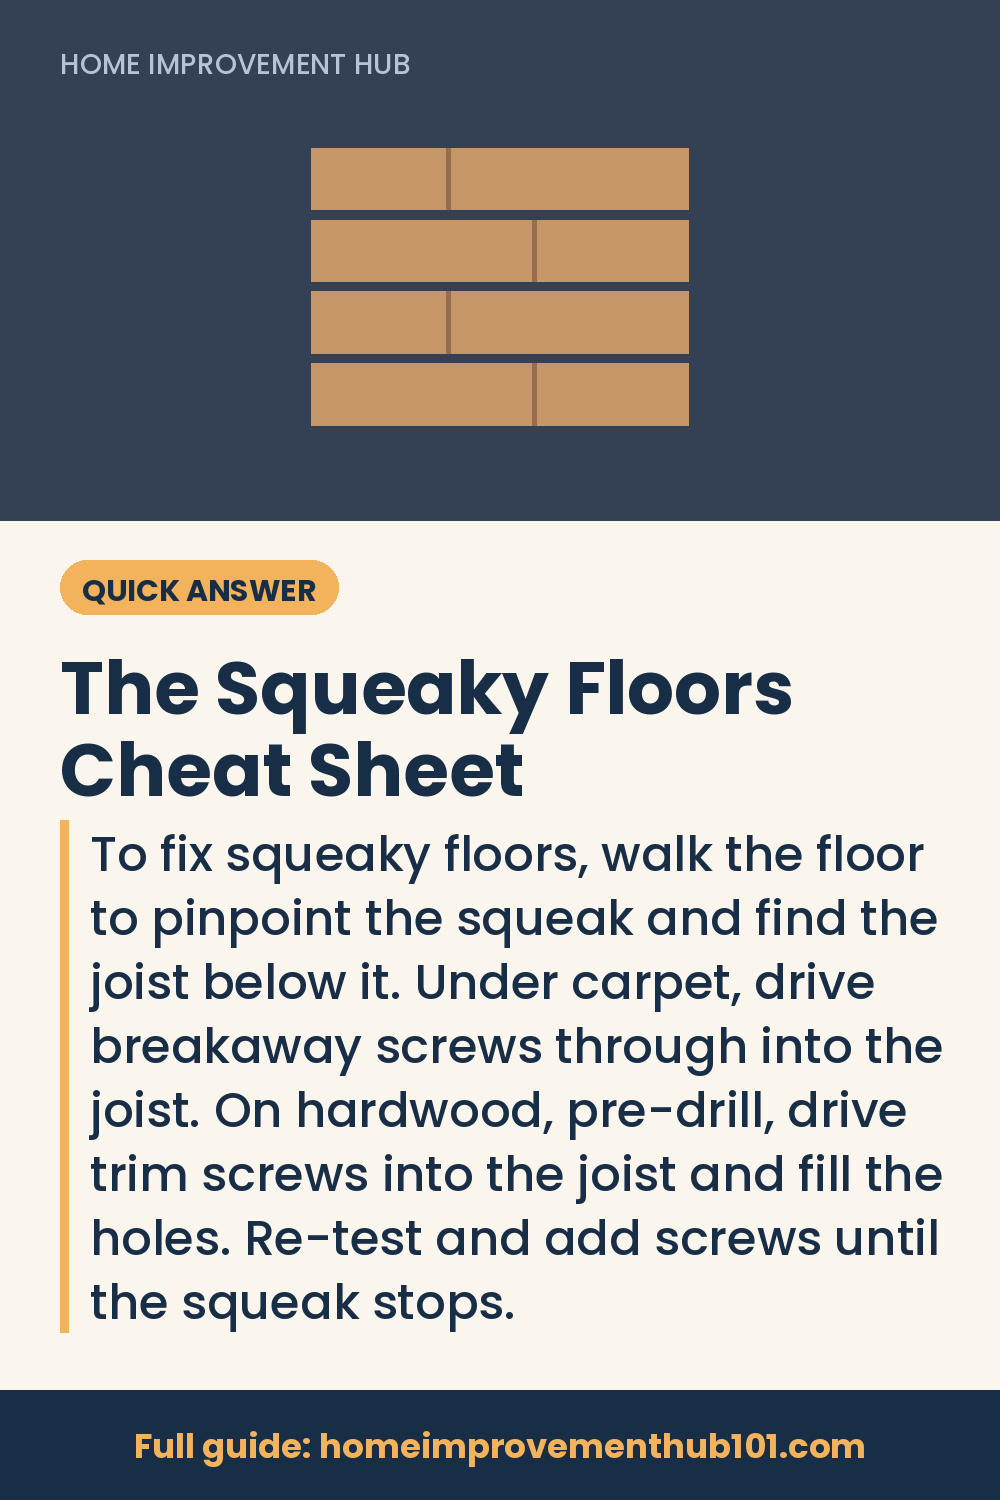 HOME IMPROVEMENT HUB
QUICK ANSWER
The Squeaky Floors
Cheat Sheet
To fix squeaky floors, walk the floor
to pinpoint the squeak and find the
joist below it. Under carpet, drive
breakaway screws through into the
joist. On hardwood, pre-drill, drive
trim screws into the joist and fill the
holes. Re-test and add screws until
the squeak stops.
Full guide: homeimprovementhub101.com